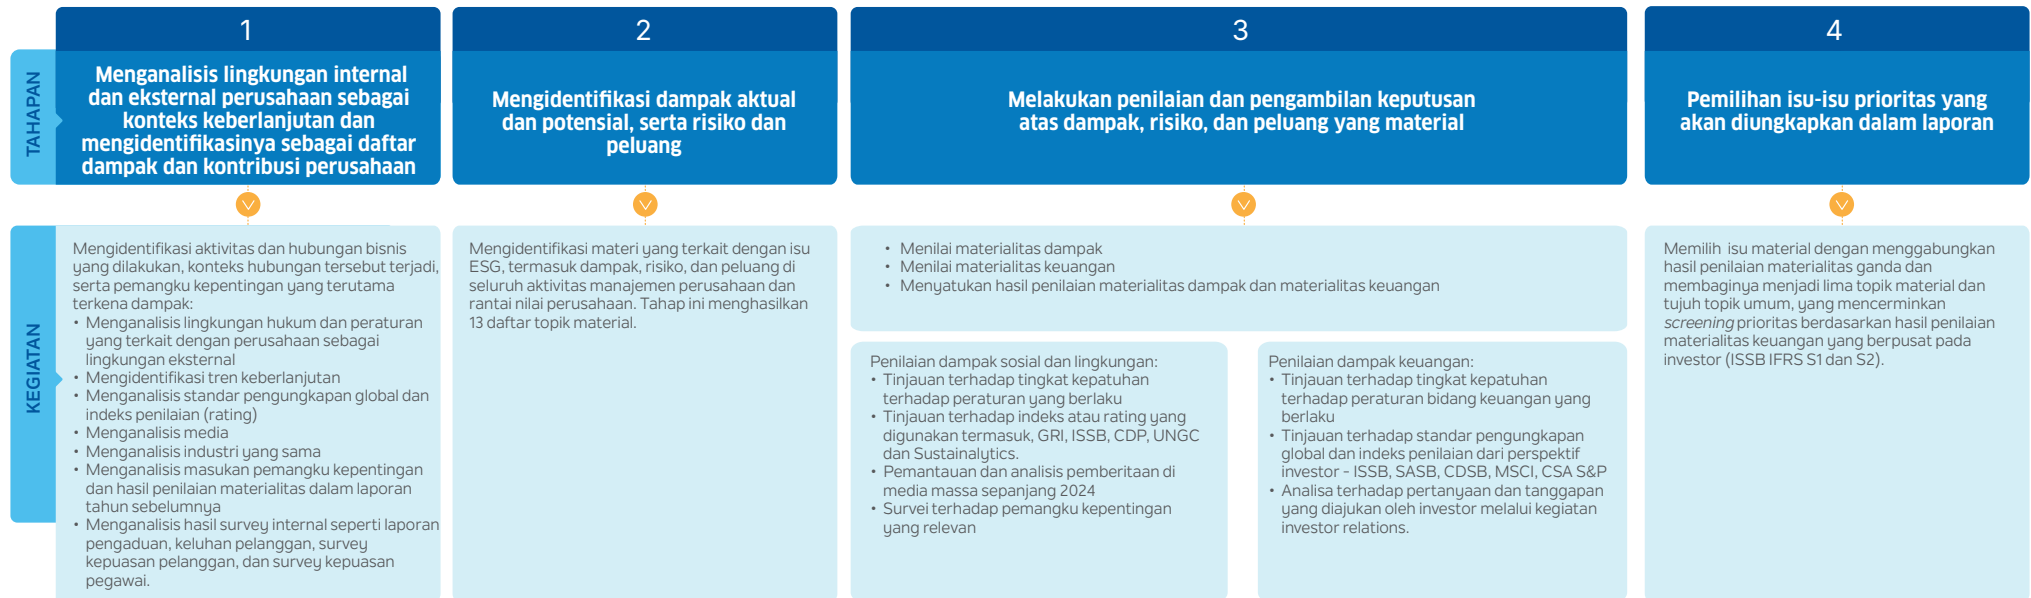 TAHAPAN
1
Menganalisis lingkungan internal
dan eksternal perusahaan sebagai
konteks keberlanjutan dan
mengidentifikasinya sebagai daftar
dampak dan kontribusi perusahaan
2
Mengidentifikasi dampak aktual
dan potensial, serta risiko dan
peluang
3
Melakukan penilaian dan pengambilan keputusan
atas dampak, risiko, dan peluang yang material
4
Pemilihan isu-isu prioritas yang
akan diungkapkan dalam laporan
KEGIATAN
Mengidentifikasi aktivitas dan hubungan bisnis
yang dilakukan, konteks hubungan tersebut terjadi,
serta pemangku kepentingan yang terutama
terkena dampak:
• Menganalisis lingkungan hukum dan peraturan
yang terkait dengan perusahaan sebagai
lingkungan eksternal
• Mengidentifikasi tren keberlanjutan
• Menganalisis standar pengungkapan global dan
indeks penilaian (rating)
• Menganalisis media
• Menganalisis industri yang sama
• Menganalisis masukan pemangku kepentingan
dan hasil penilaian materialitas dalam laporan
tahun sebelumnya
• Menganalisis hasil survey internal seperti laporan
pengaduan, keluhan pelanggan, survey
kepuasan pelanggan, dan survey kepuasan
pegawai.
Mengidentifikasi materi yang terkait dengan isu
ESG, termasuk dampak, risiko, dan peluang di
seluruh aktivitas manajemen perusahaan dan
rantai nilai perusahaan. Tahap ini menghasilkan
13 daftar topik material.
• Menilai materialitas dampak
• Menilai materialitas keuangan
• Menyatukan hasil penilaian materialitas dampak dan materialitas keuangan
Penilaian dampak sosial dan lingkungan:
• Tinjauan terhadap tingkat kepatuhan
terhadap peraturan yang berlaku
• Tinjauan terhadap indeks atau rating yang
digunakan termasuk, GRI, ISSB, CDP, UNGC
dan Sustainalytics.
• Pemantauan dan analisis pemberitaan di
media massa sepanjang 2024
• Survei terhadap pemangku kepentingan
yang relevan
Penilaian dampak keuangan:
• Tinjauan terhadap tingkat kepatuhan
terhadap peraturan bidang keuangan yang
berlaku
• Tinjauan terhadap standar pengungkapan
global dan indeks penilaian dari perspektif
investor - ISSB, SASB, CDSB, MSCI, CSA S&P
• Analisa terhadap pertanyaan dan tanggapan
yang diajukan oleh investor melalui kegiatan
investor relations.
Memilih isu material dengan menggabungkan
hasil penilaian materialitas ganda dan
membaginya menjadi lima topik material dan
tujuh topik umum, yang mencerminkan
screening prioritas berdasarkan hasil penilaian
materialitas keuangan yang berpusat pada
investor (ISSB IFRS S1 dan S2).